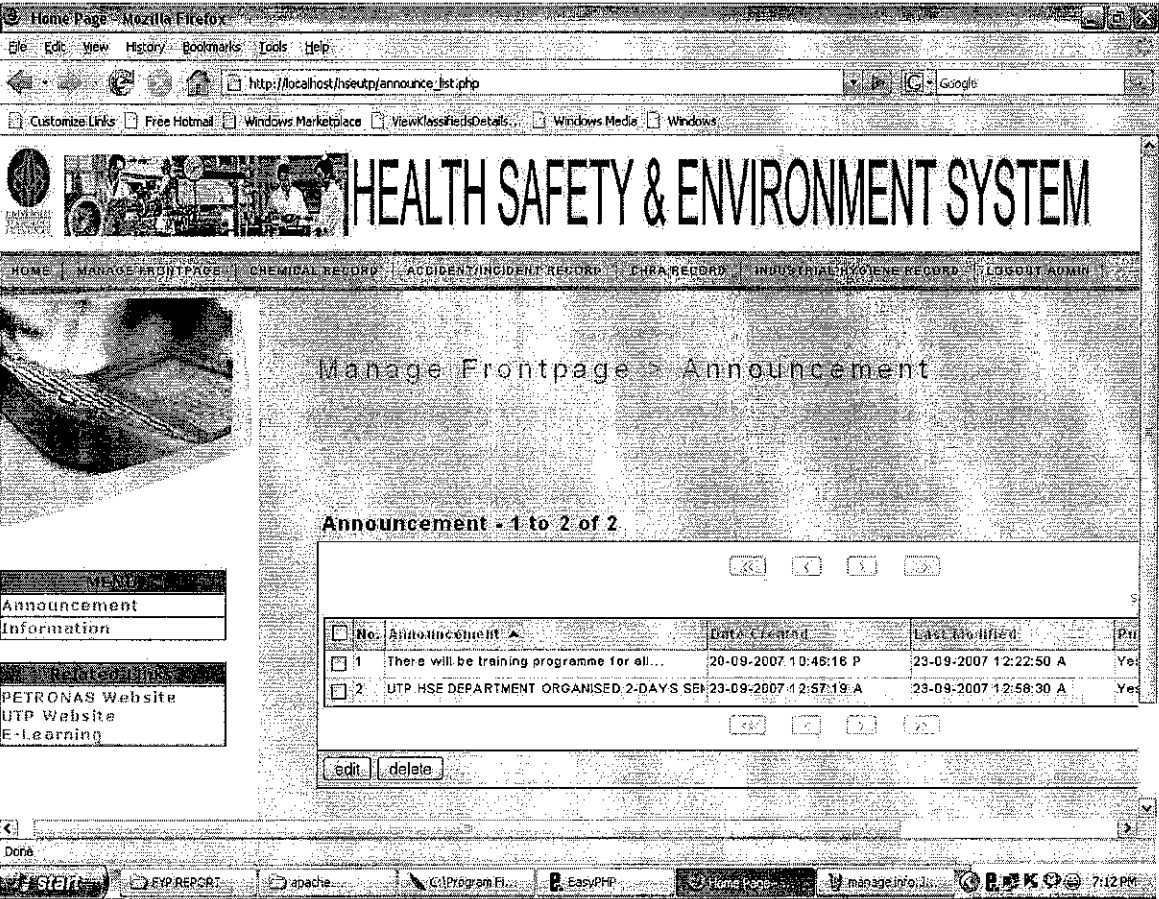 Home Page - Mozilla Firefox
File Edit View History Bookmarks Tools Help
http://localhost/hseutp/announce_list.php
Google
Customize Links Free Hotmail Windows Marketplace ViewKlassifiedsDetails... Windows Media Windows
HEALTH SAFETY & ENVIRONMENT SYSTEM
HOME | MANAGE FRONTPAGE | CHEMICAL RECORD | ACCIDENT/INCIDENT RECORD | CHRA RECORD | INDUSTRIAL HYGIENE RECORD | LOGOUT ADMIN |
Manage Frontpage > Announcement
Announcement - 1 to 2 of 2
MENU
Announcement
Information
Related Links
PETRONAS Website
UTP Website
E-Learning
No. Announcement Date Created Last Modified Pu
1 There will be training programme for all... 20-09-2007 10:46:16 P 23-09-2007 12:22:50 A Yes
2 UTP HSE DEPARTMENT ORGANISED 2-DAYS SE 23-09-2007 12:57:19 A 23-09-2007 12:58:30 A Yes
edit delete
Done
start FYP REPORT apache C:\Program Fi... EasyPHP Home Page manage info 7:12 PM